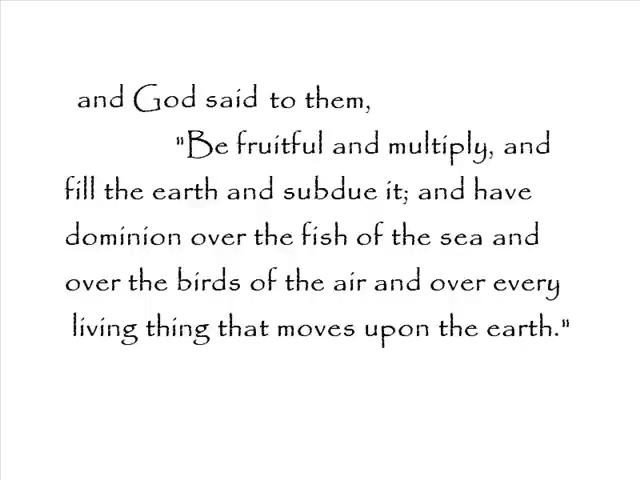 and God said to them,
"Be fruitful and multiply, and
fill the earth and subdue it; and have
dominion over the fish of the sea and
over the birds of the air and over every
living thing that moves upon the earth."